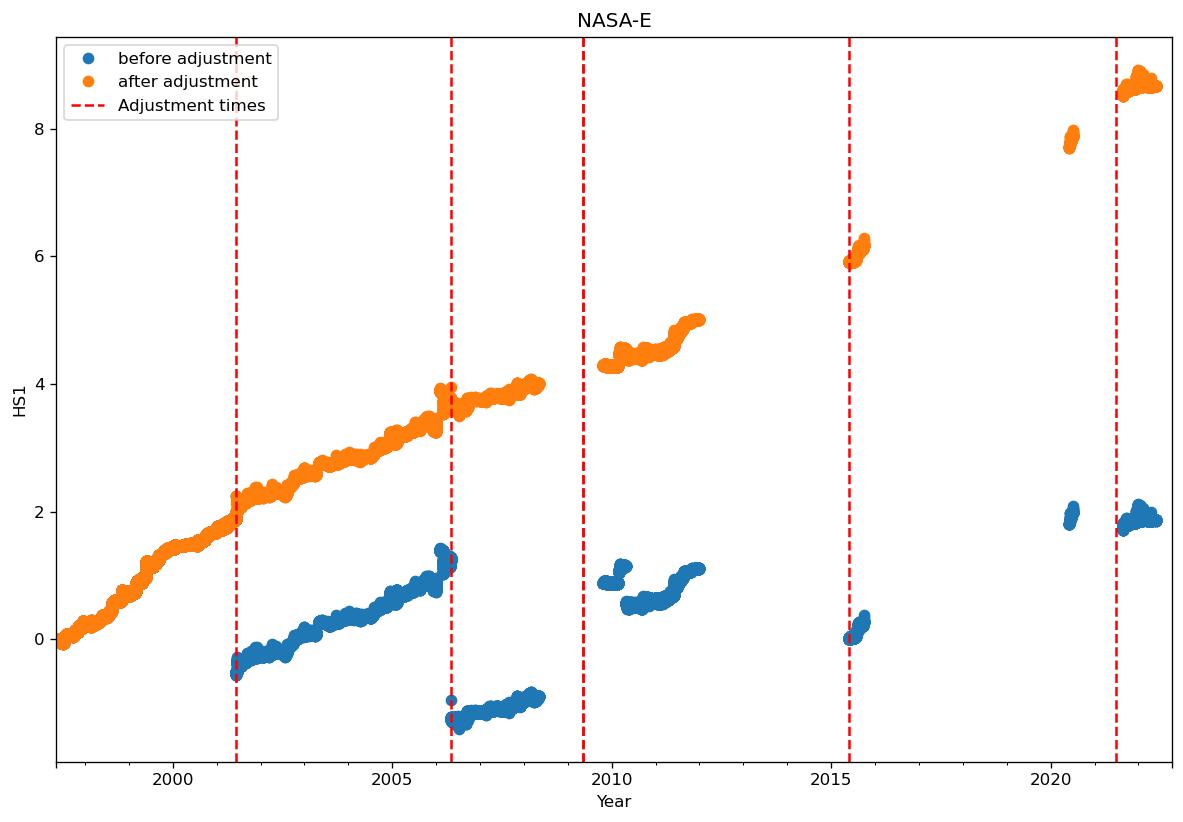 NASA-E
before adjustment
after adjustment
Adjustment times
HS1
8
6
4
2
0
2000
2005
2010
2015
2020
Year